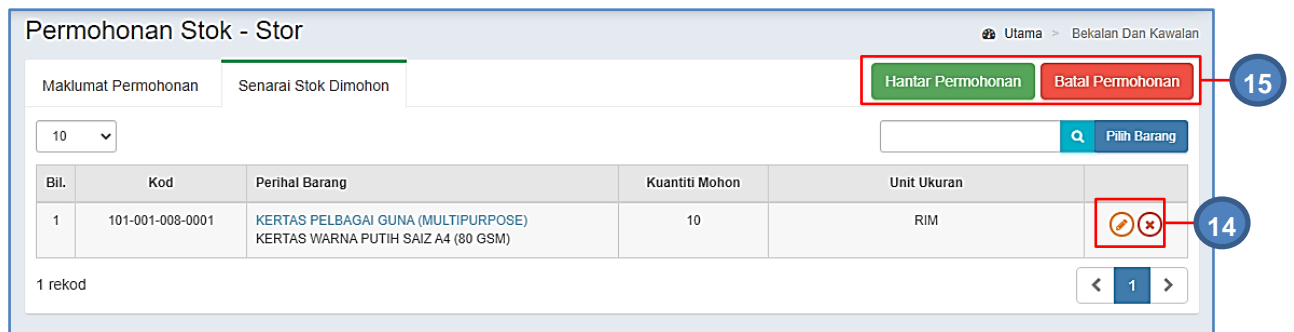 Permohonan Stok - Stor
Utama > Bekalan Dan Kawalan
Maklumat Permohonan Senarai Stok Dimohon Hantar Permohonan Batal Permohonan 15
10 Pilih Barang
Bil. Kod Perihal Barang Kuantiti Mohon Unit Ukuran
1 101-001-008-0001 KERTAS PELBAGAI GUNA (MULTIPURPOSE) 10 RIM
KERTAS WARNA PUTIH SAIZ A4 (80 GSM)
14
1 rekod < 1 >